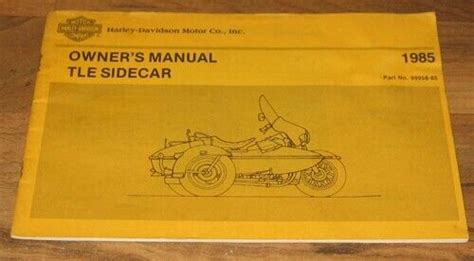 Harley-Davidson Motor Co., Inc.
OWNER'S MANUAL
TLE SIDECAR
1985
Part No. 99958-85